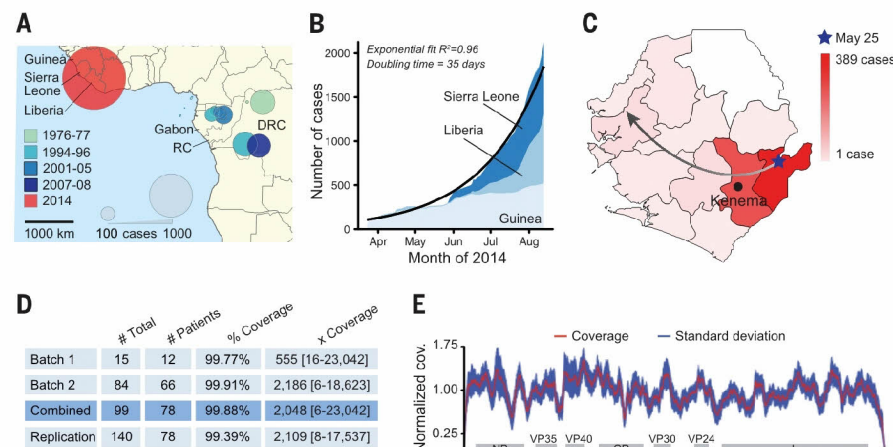 A
Guinea
Sierra
Leone
Liberia
Gabon
RC
DRC
1976-77
1994-96
2001-05
2007-08
2014
1000 km
100 cases 1000
B
Number of cases
2000
1500
1000
500
0
Exponential fit R²=0.96
Doubling time = 35 days
Sierra Leone
Liberia
Guinea
Apr May Jun Jul Aug
Month of 2014
C
May 25
389 cases
1 case
Kenema
D
# Total # Patients % Coverage x Coverage
Batch 1 15 12 99.77% 555 [16-23,042]
Batch 2 84 66 99.91% 2,186 [6-18,623]
Combined 99 78 99.88% 2,048 [6-23,042]
Replication 140 78 99.39% 2,109 [8-17,537]
E
Coverage Standard deviation
Normalized cov.
1.75
1.00
0.25
VP35 VP40 VP30 VP24